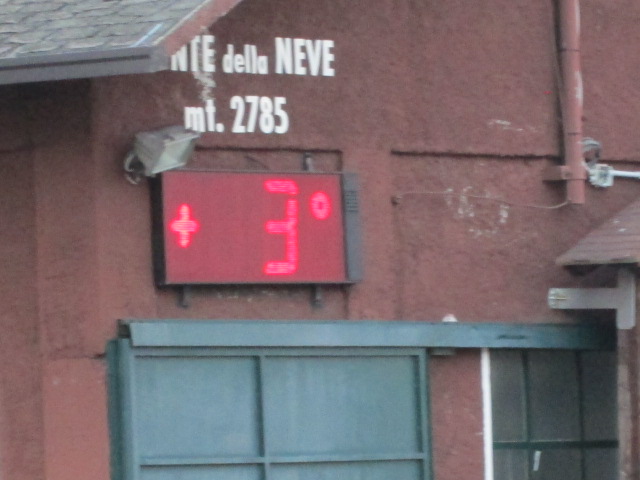 NTE della NEVE
mt. 2785
+ 3°